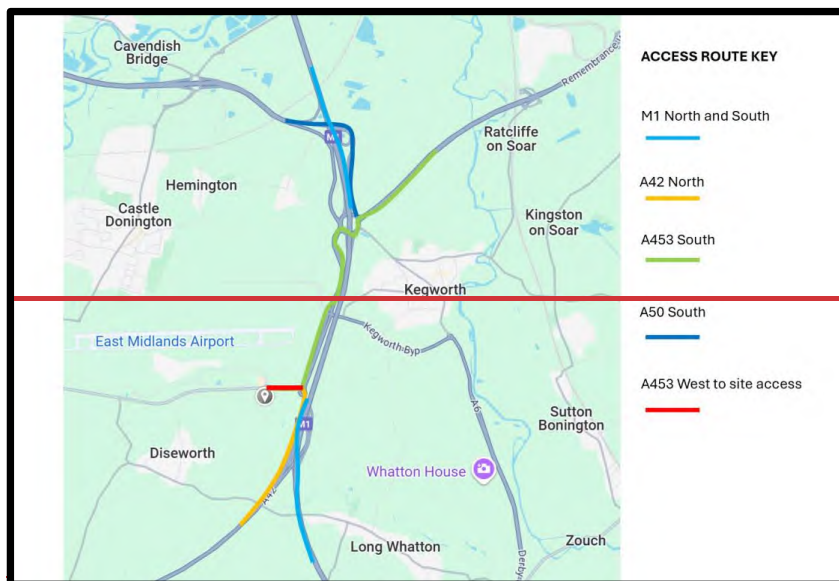 Cavendish
Bridge
Remembrance
M1
Ratcliffe
on Soar
Hemington
Castle
Donington
Kingston
on Soar
Kegworth
East Midlands Airport
Kegworth Byp
A6
M1
Sutton
Bonington
Diseworth
Whatton House
A42
Long Whatton
Zouch
ACCESS ROUTE KEY
M1 North and South
A42 North
A453 South
A50 South
A453 West to site access